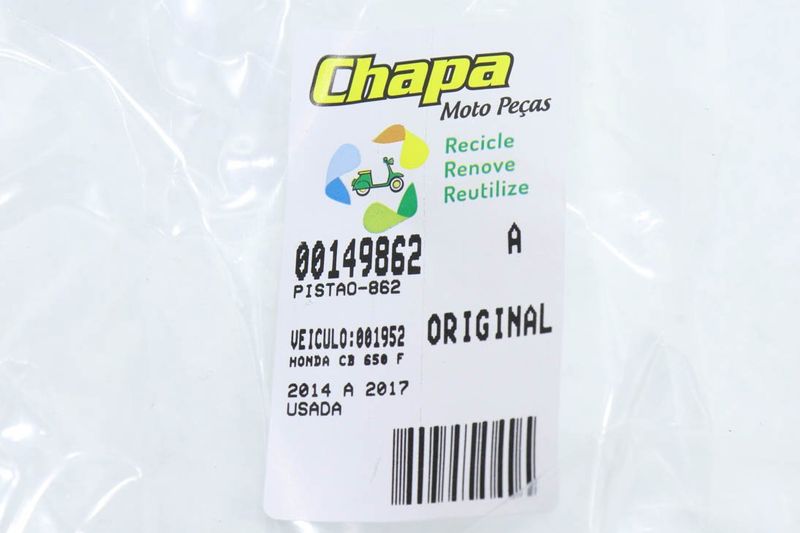 Chapa
Moto Peças
Recicle
Renove
Reutilize
00149862
A
PISTAO-862
VEICULO:001952
ORIGINAL
HONDA CB 650 F
2014 A 2017
USADA